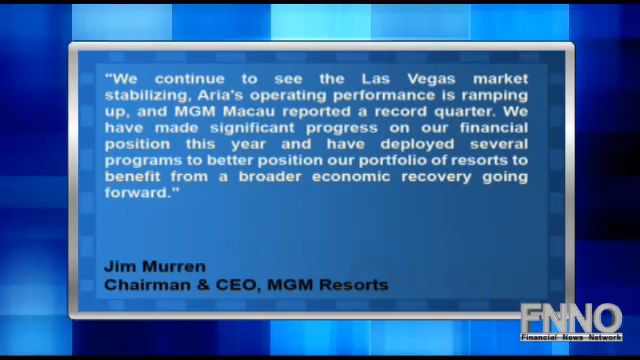 "We continue to see the Las Vegas market
stabilizing, Aria's operating performance is ramping
up, and MGM Macau reported a record quarter. We
have made significant progress on our financial
position this year and have deployed several
programs to better position our portfolio of resorts to
benefit from a broader economic recovery going
forward."
Jim Murren
Chairman & CEO, MGM Resorts
FNNO
Financial News Network